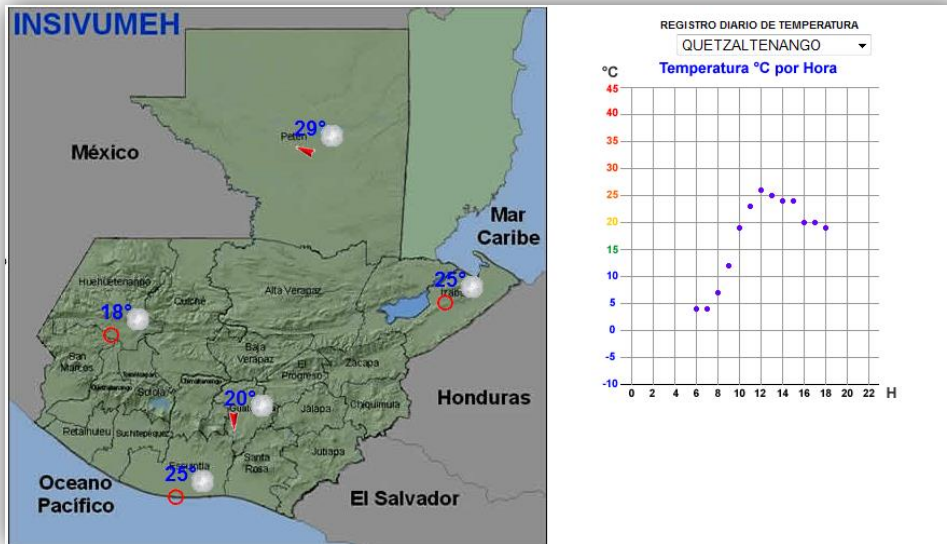 INSIVUMEH
México
29°
Petén
Mar
Caribe
Huehuetenango
Quiché
Alta Verapaz
25°
Izabal
18°
San
Marcos
Baja
Verapaz
El
Progreso
Zacapa
Totonicapán
Quetzaltenango
Sololá
Chimaltenango
20°
Jalapa
Chiquimula
Honduras
Retalhuleu
Suchitepéquez
Escuintla
25°
Santa
Rosa
Jutiapa
Oceano
Pacífico
El Salvador
REGISTRO DIARIO DE TEMPERATURA
QUETZALTENANGO
Temperatura °C por Hora
°C
45
40
35
30
25
20
15
10
5
0
-5
-10
0 2 4 6 8 10 12 14 16 18 20 22 H